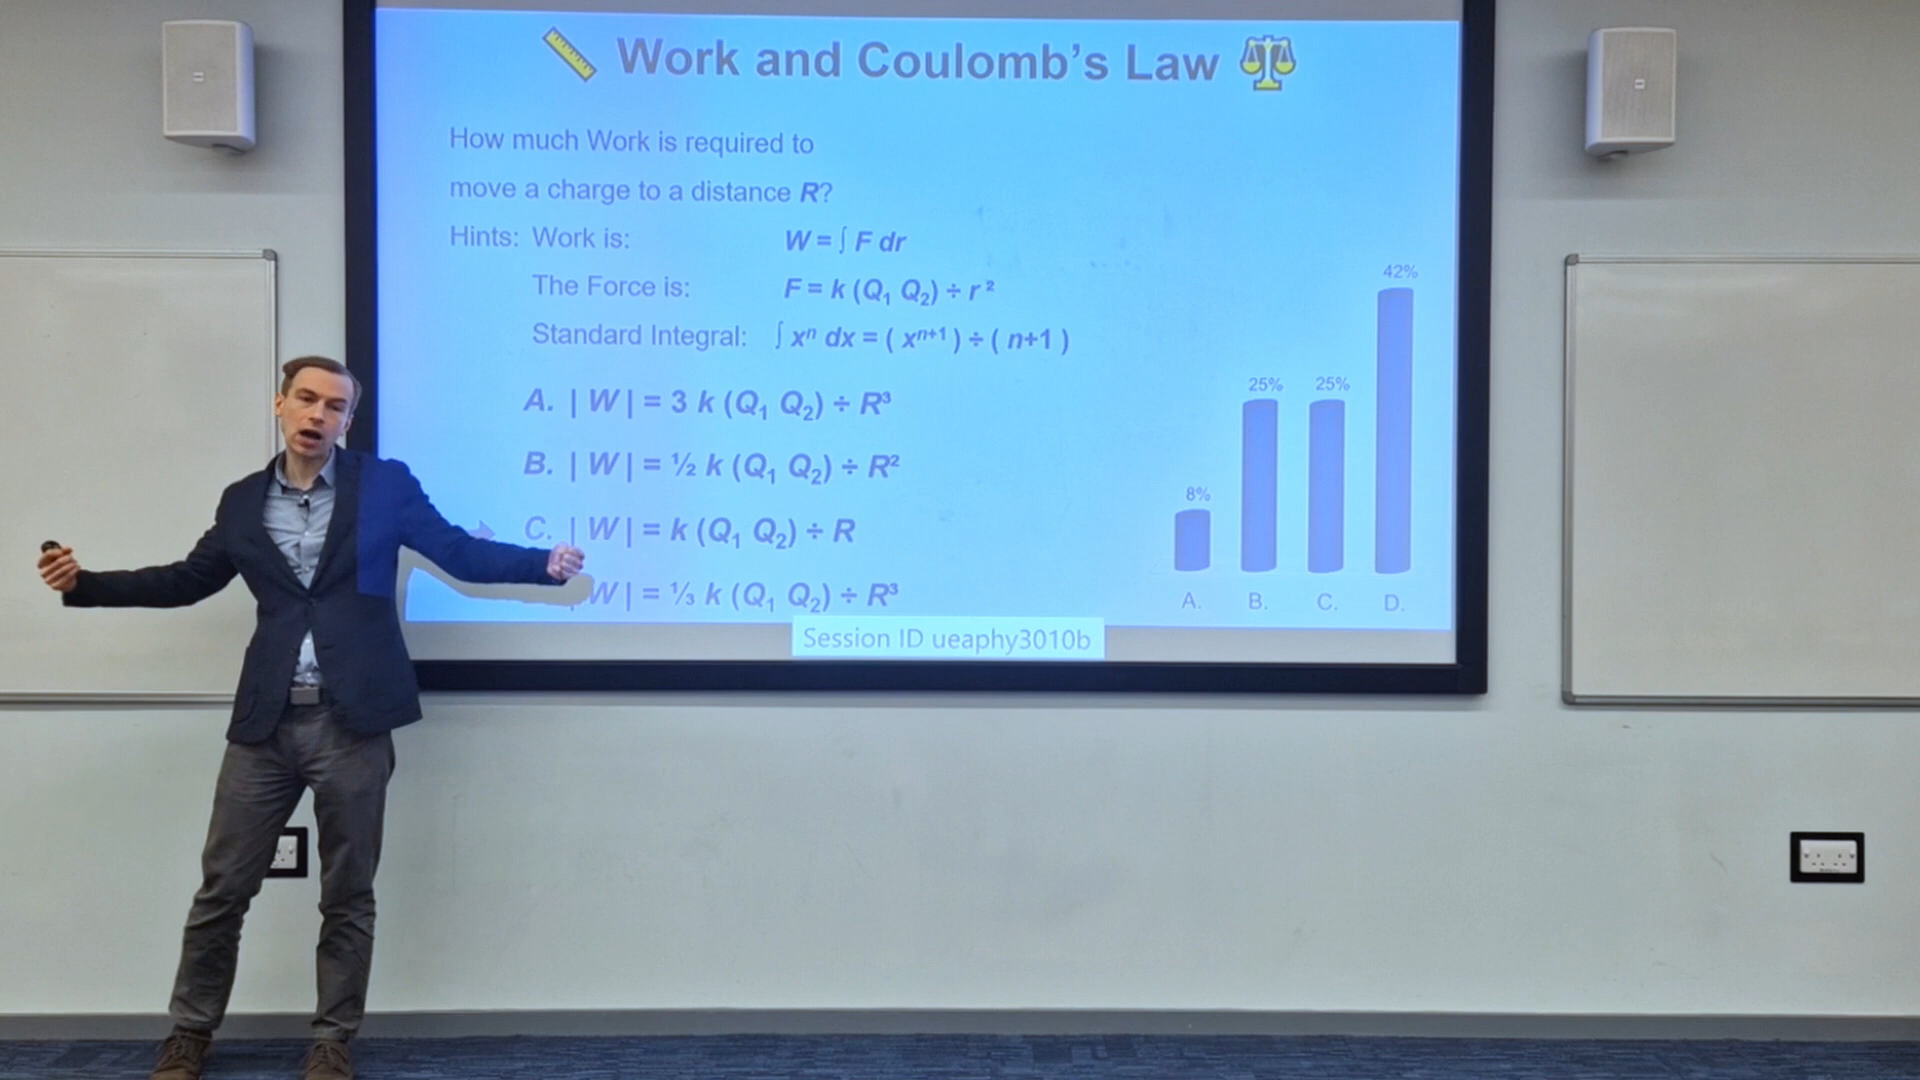 Work and Coulomb's Law
How much Work is required to
move a charge to a distance R?
Hints: Work is: W = ∫ F dr
The Force is: F = k (Q₁ Q₂) ÷ r²
Standard Integral: ∫ xⁿ dx = ( xⁿ⁺¹ ) ÷ ( n+1 )
A. | W | = 3 k (Q₁ Q₂) ÷ R³
B. | W | = ½ k (Q₁ Q₂) ÷ R²
C. | W | = k (Q₁ Q₂) ÷ R
| W | = ⅓ k (Q₁ Q₂) ÷ R³
8% 25% 25% 42%
A. B. C. D.
Session ID ueaphy3010b